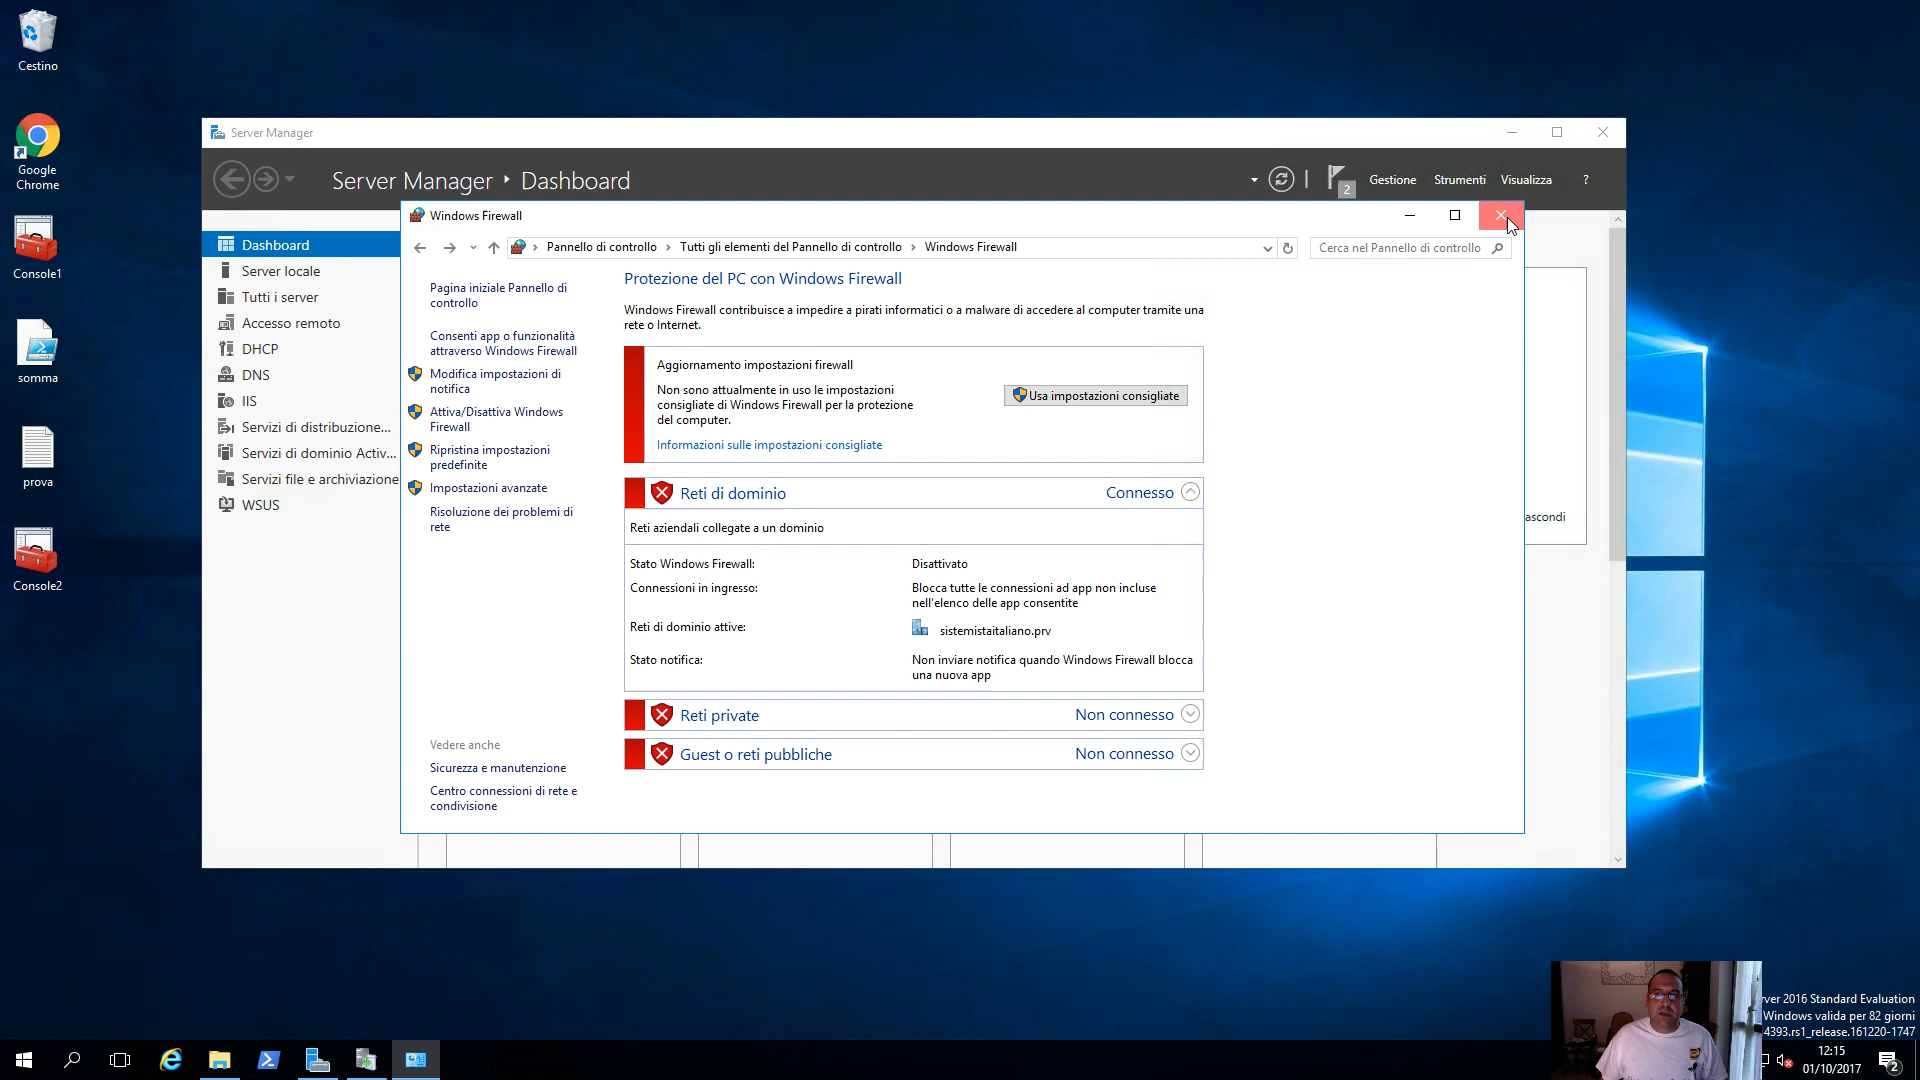 Cestino
Google
Chrome
Console1
somma
prova
Console2
Server Manager
Server Manager
Dashboard
2
Gestione
Strumenti
Visualizza
?
Dashboard
Server locale
Tutti i server
Accesso remoto
DHCP
DNS
IIS
Servizi di distribuzione...
Servizi di dominio Activ...
Servizi file e archiviazione
WSUS
Windows Firewall
Pannello di controllo
Tutti gli elementi del Pannello di controllo
Windows Firewall
Cerca nel Pannello di controllo
Pagina iniziale Pannello di
controllo
Consenti app o funzionalità
attraverso Windows Firewall
Modifica impostazioni di
notifica
Attiva/Disattiva Windows
Firewall
Ripristina impostazioni
predefinite
Impostazioni avanzate
Risoluzione dei problemi di
rete
Vedere anche
Sicurezza e manutenzione
Centro connessioni di rete e
condivisione
Protezione del PC con Windows Firewall
Windows Firewall contribuisce a impedire a pirati informatici o a malware di accedere al computer tramite una
rete o Internet.
Aggiornamento impostazioni firewall
Non sono attualmente in uso le impostazioni
consigliate di Windows Firewall per la protezione
del computer.
Usa impostazioni consigliate
Informazioni sulle impostazioni consigliate
Reti di dominio
Connesso
Reti aziendali collegate a un dominio
Stato Windows Firewall:
Disattivato
Connessioni in ingresso:
Blocca tutte le connessioni ad app non incluse
nell'elenco delle app consentite
Reti di dominio attive:
sistemistaitaliano.prv
Stato notifica:
Non inviare notifica quando Windows Firewall blocca
una nuova app
Reti private
Non connesso
Guest o reti pubbliche
Non connesso
ascondi
ver 2016 Standard Evaluation
Windows valida per 82 giorni
4393.rs1_release.161220-1747
12:15
01/10/2017
2